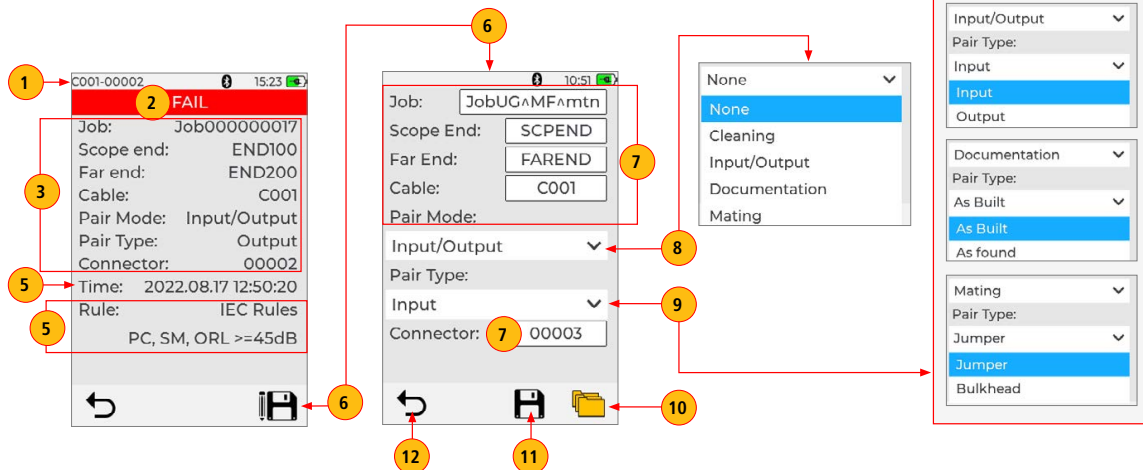 1
C001-00002
15:23
2
FAIL
3
Job: Job000000017
Scope end: END100
Far end: END200
Cable: C001
Pair Mode: Input/Output
Pair Type: Output
Connector: 00002
5
Time: 2022.08.17 12:50:20
5
Rule: IEC Rules
PC, SM, ORL >=45dB
6
6
10:51
Job: JobUG^MF^mtn
Scope End: SCPEND
Far End: FAREND
7
Cable: C001
Pair Mode:
Input/Output
8
Pair Type:
Input
9
Connector: 7 00003
10
12
11
None
None
Cleaning
Input/Output
Documentation
Mating
Input/Output
Pair Type:
Input
Input
Output
Documentation
Pair Type:
As Built
As Built
As found
Mating
Pair Type:
Jumper
Jumper
Bulkhead